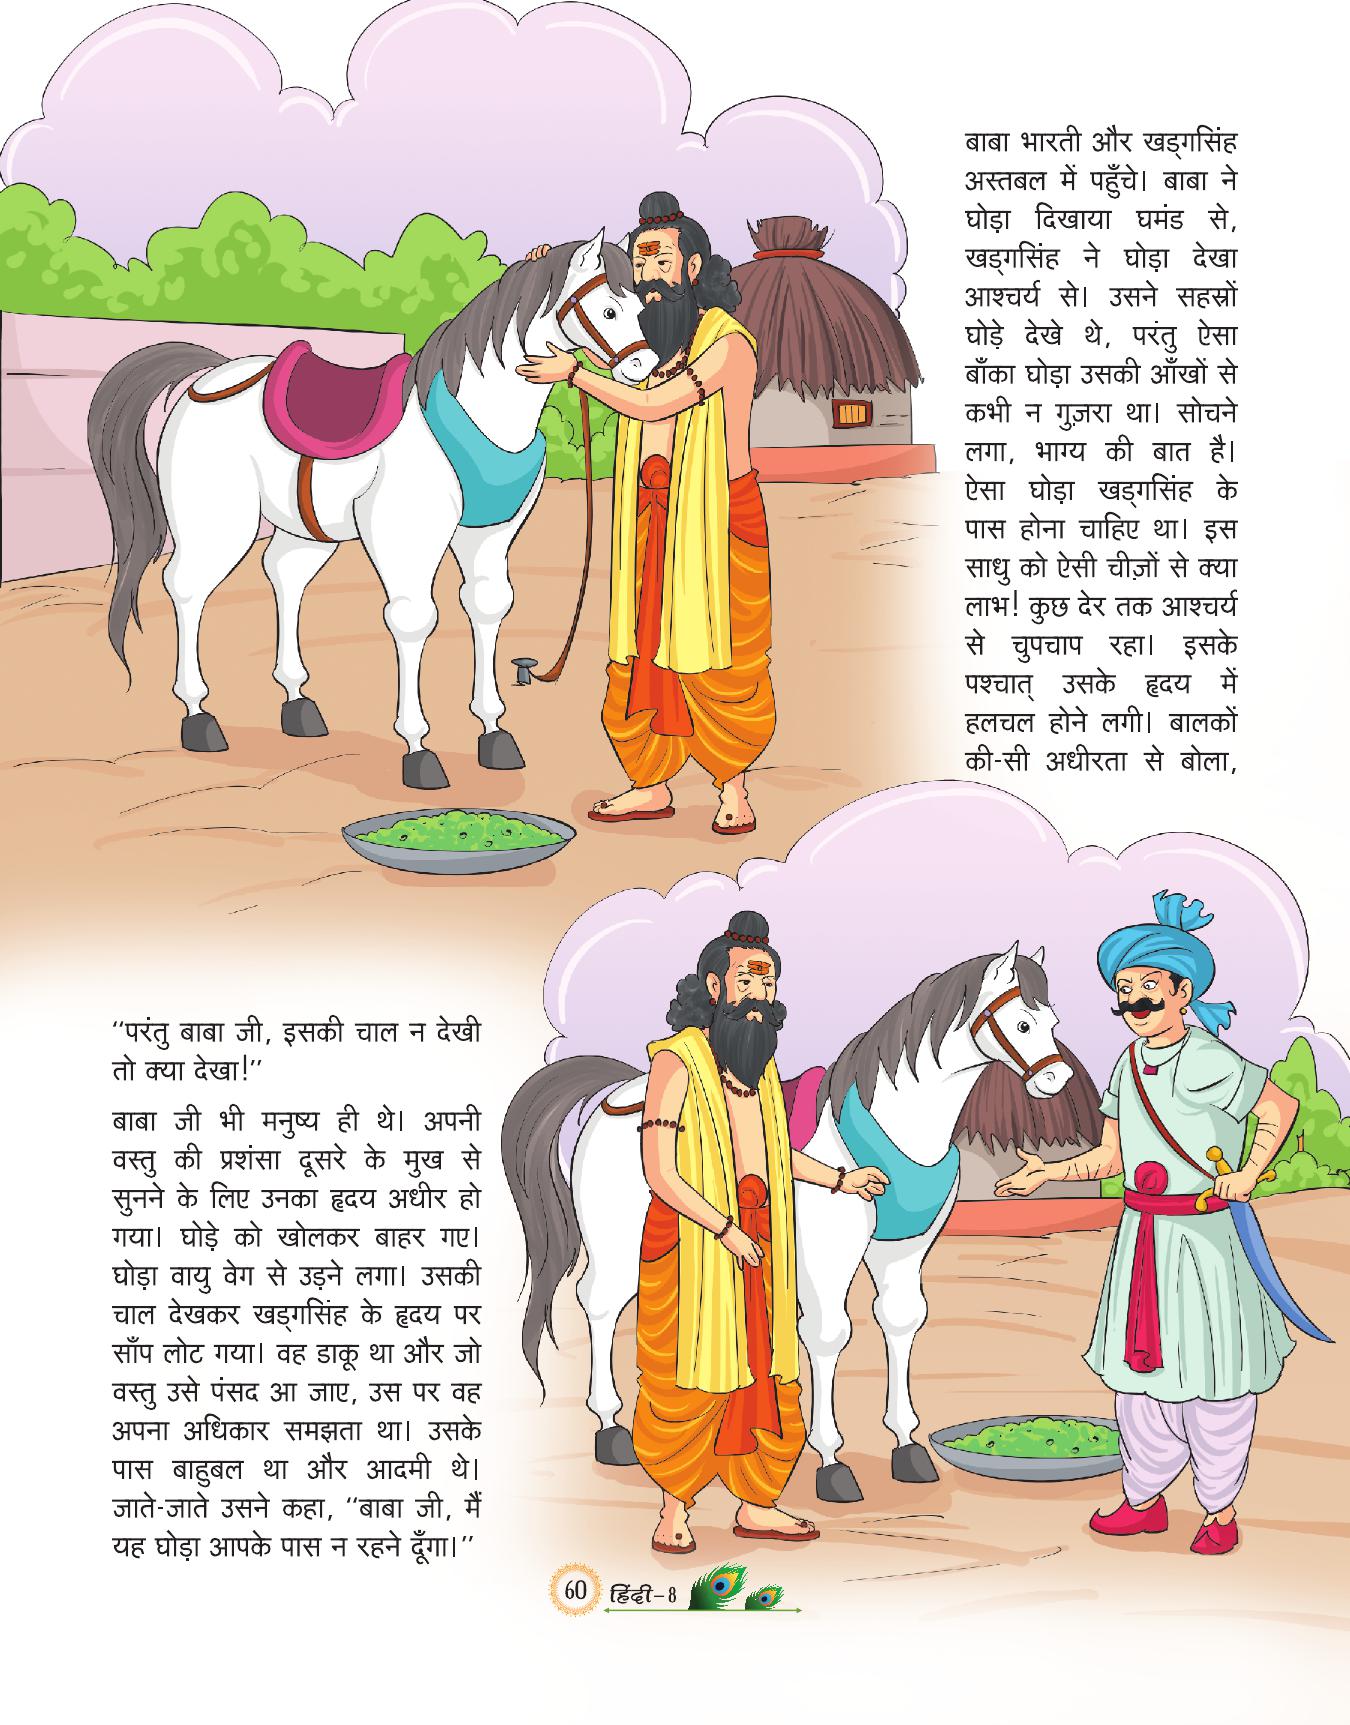 बाबा भारती और खड्गसिंह
अस्तबल में पहुँचे। बाबा ने
घोड़ा दिखाया घमंड से,
खड्गसिंह ने घोड़ा देखा
आश्चर्य से। उसने सहस्रों
घोड़े देखे थे, परंतु ऐसा
बाँका घोड़ा उसकी आँखों से
कभी न गुज़रा था। सोचने
लगा, भाग्य की बात है।
ऐसा घोड़ा खड्गसिंह के
पास होना चाहिए था। इस
साधु को ऐसी चीज़ों से क्या
लाभ! कुछ देर तक आश्चर्य
से चुपचाप रहा। इसके
पश्चात् उसके हृदय में
हलचल होने लगी। बालकों
की-सी अधीरता से बोला,
‘‘परंतु बाबा जी, इसकी चाल न देखी
तो क्या देखा!’’
बाबा जी भी मनुष्य ही थे। अपनी
वस्तु की प्रशंसा दूसरे के मुख से
सुनने के लिए उनका हृदय अधीर हो
गया। घोड़े को खोलकर बाहर गए।
घोड़ा वायु वेग से उड़ने लगा। उसकी
चाल देखकर खड्गसिंह के हृदय पर
साँप लोट गया। वह डाकू था और जो
वस्तु उसे पंसद आ जाए, उस पर वह
अपना अधिकार समझता था। उसके
पास बाहुबल था और आदमी थे।
जाते-जाते उसने कहा, ‘‘बाबा जी, मैं
यह घोड़ा आपके पास न रहने दूँगा।’’
60 हिंदी–8